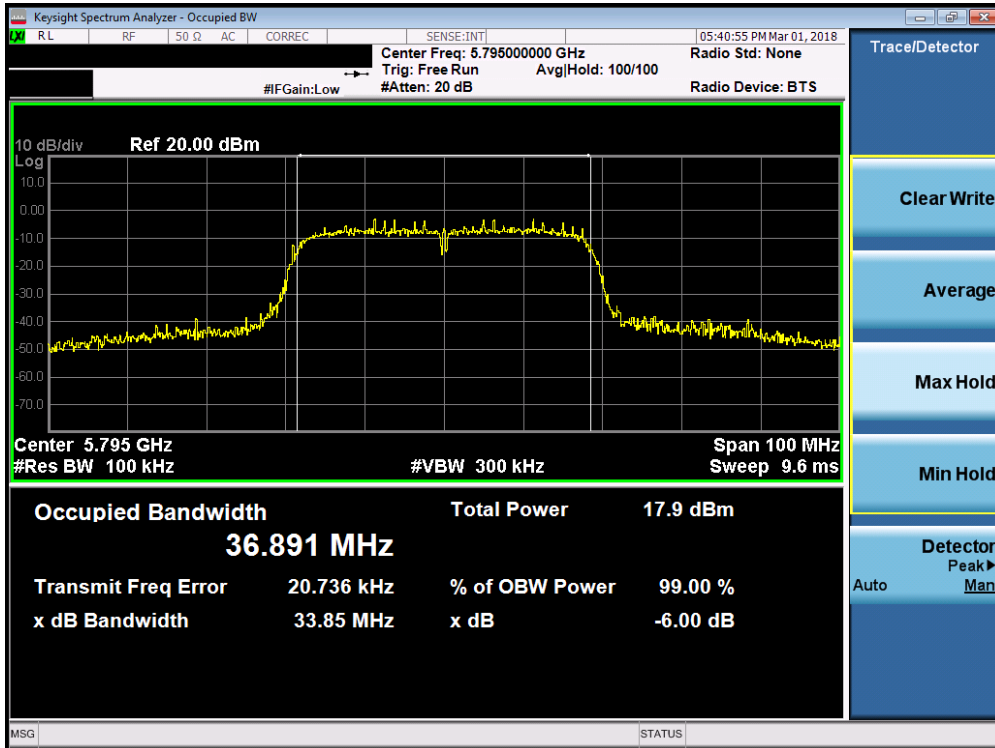 Keysight Spectrum Analyzer - Occupied BW
LXI RL RF 50 Ω AC CORREC SENSE:INT 05:40:55 PM Mar 01, 2018
Center Freq: 5.795000000 GHz Radio Std: None
Trig: Free Run Avg|Hold: 100/100
#IFGain:Low #Atten: 20 dB Radio Device: BTS
Trace/Detector
10 dB/div Ref 20.00 dBm
Log
10.0
0.00
-10.0
-20.0
-30.0
-40.0
-50.0
-60.0
-70.0
Center 5.795 GHz Span 100 MHz
#Res BW 100 kHz #VBW 300 kHz Sweep 9.6 ms
Occupied Bandwidth Total Power 17.9 dBm
36.891 MHz
Transmit Freq Error 20.736 kHz % of OBW Power 99.00 %
x dB Bandwidth 33.85 MHz x dB -6.00 dB
Clear Write
Average
Max Hold
Min Hold
Detector
Peak▶
Auto Man
MSG STATUS